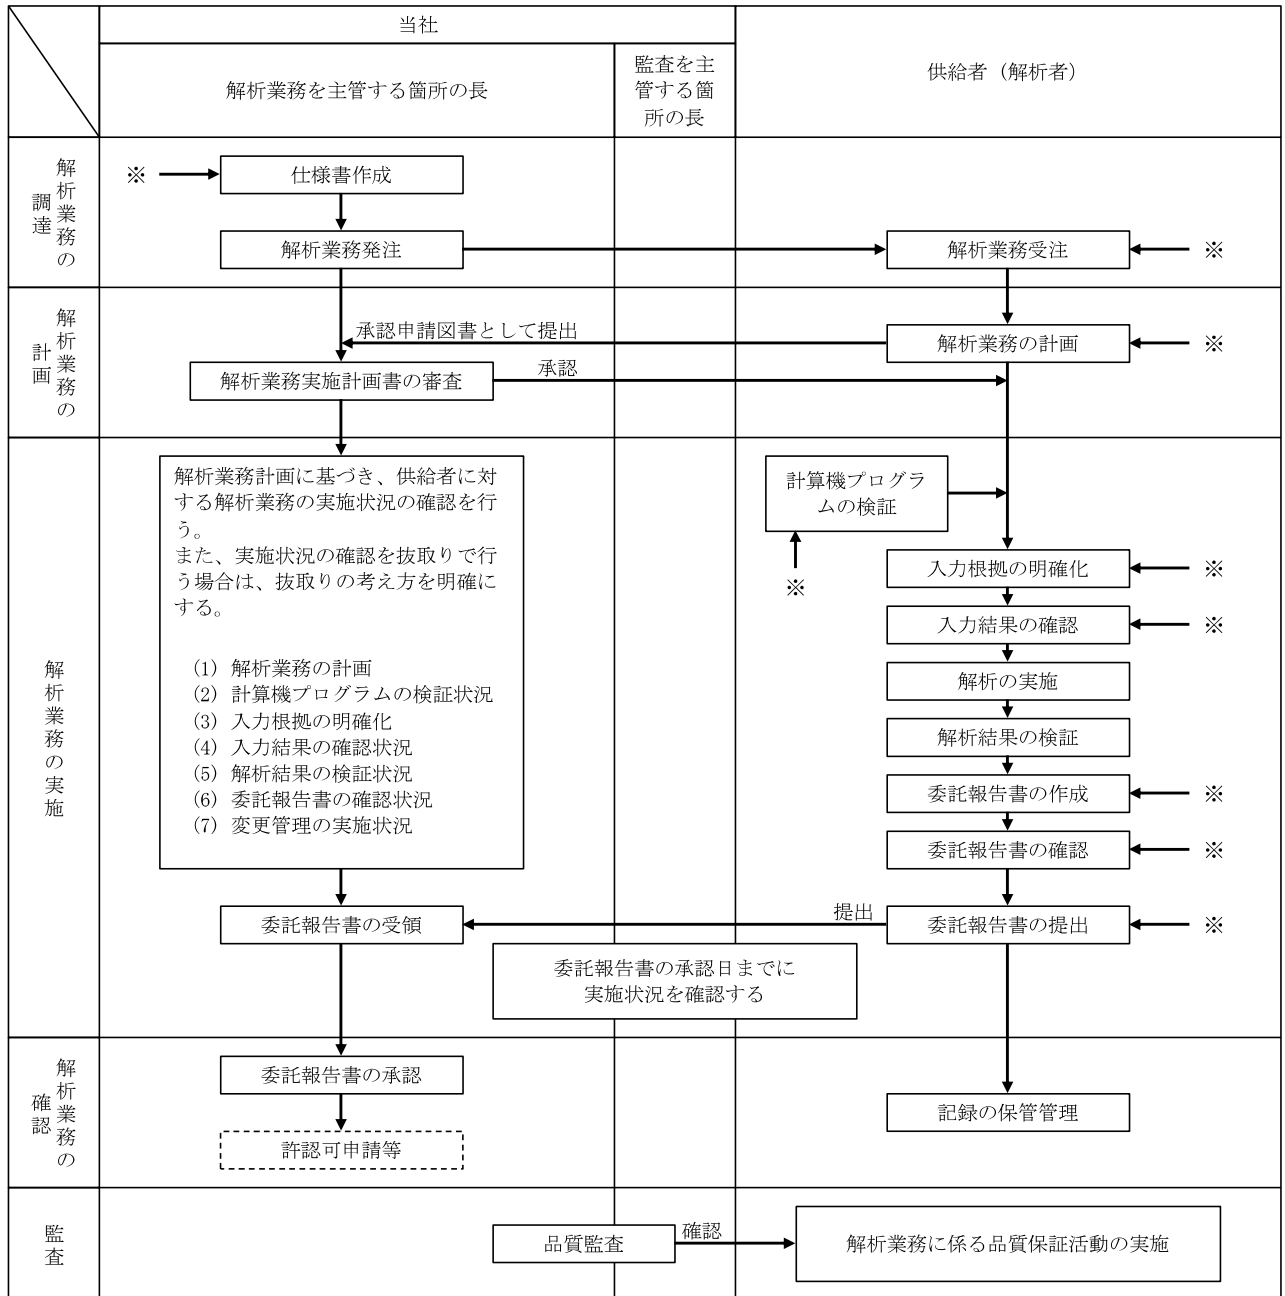 当社
解析業務を主管する箇所の長
監査を主
管する箇
所の長
供給者（解析者）
解析業務の
調達
※
仕様書作成
解析業務発注
解析業務受注
※
解析業務の
計画
承認申請図書として提出
解析業務の計画
※
解析業務実施計画書の審査
承認
解析業務の実施
解析業務計画に基づき、供給者に対
する解析業務の実施状況の確認を行
う。
また、実施状況の確認を抜取りで行
う場合は、抜取りの考え方を明確に
する。
(1) 解析業務の計画
(2) 計算機プログラムの検証状況
(3) 入力根拠の明確化
(4) 入力結果の確認状況
(5) 解析結果の検証状況
(6) 委託報告書の確認状況
(7) 変更管理の実施状況
計算機プログラ
ムの検証
※
入力根拠の明確化
※
入力結果の確認
※
解析の実施
解析結果の検証
委託報告書の作成
※
委託報告書の確認
※
委託報告書の受領
提出
委託報告書の提出
※
委託報告書の承認日までに
実施状況を確認する
解析業務の
確認
委託報告書の承認
許認可申請等
記録の保管管理
監査
品質監査
確認
解析業務に係る品質保証活動の実施